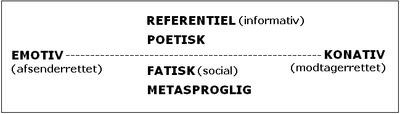 REFERENTIEL (informativ)
POETISK
EMOTIV KONATIV
(afsenderrettet) FATISK (social) (modtagerrettet)
METASPROGLIG